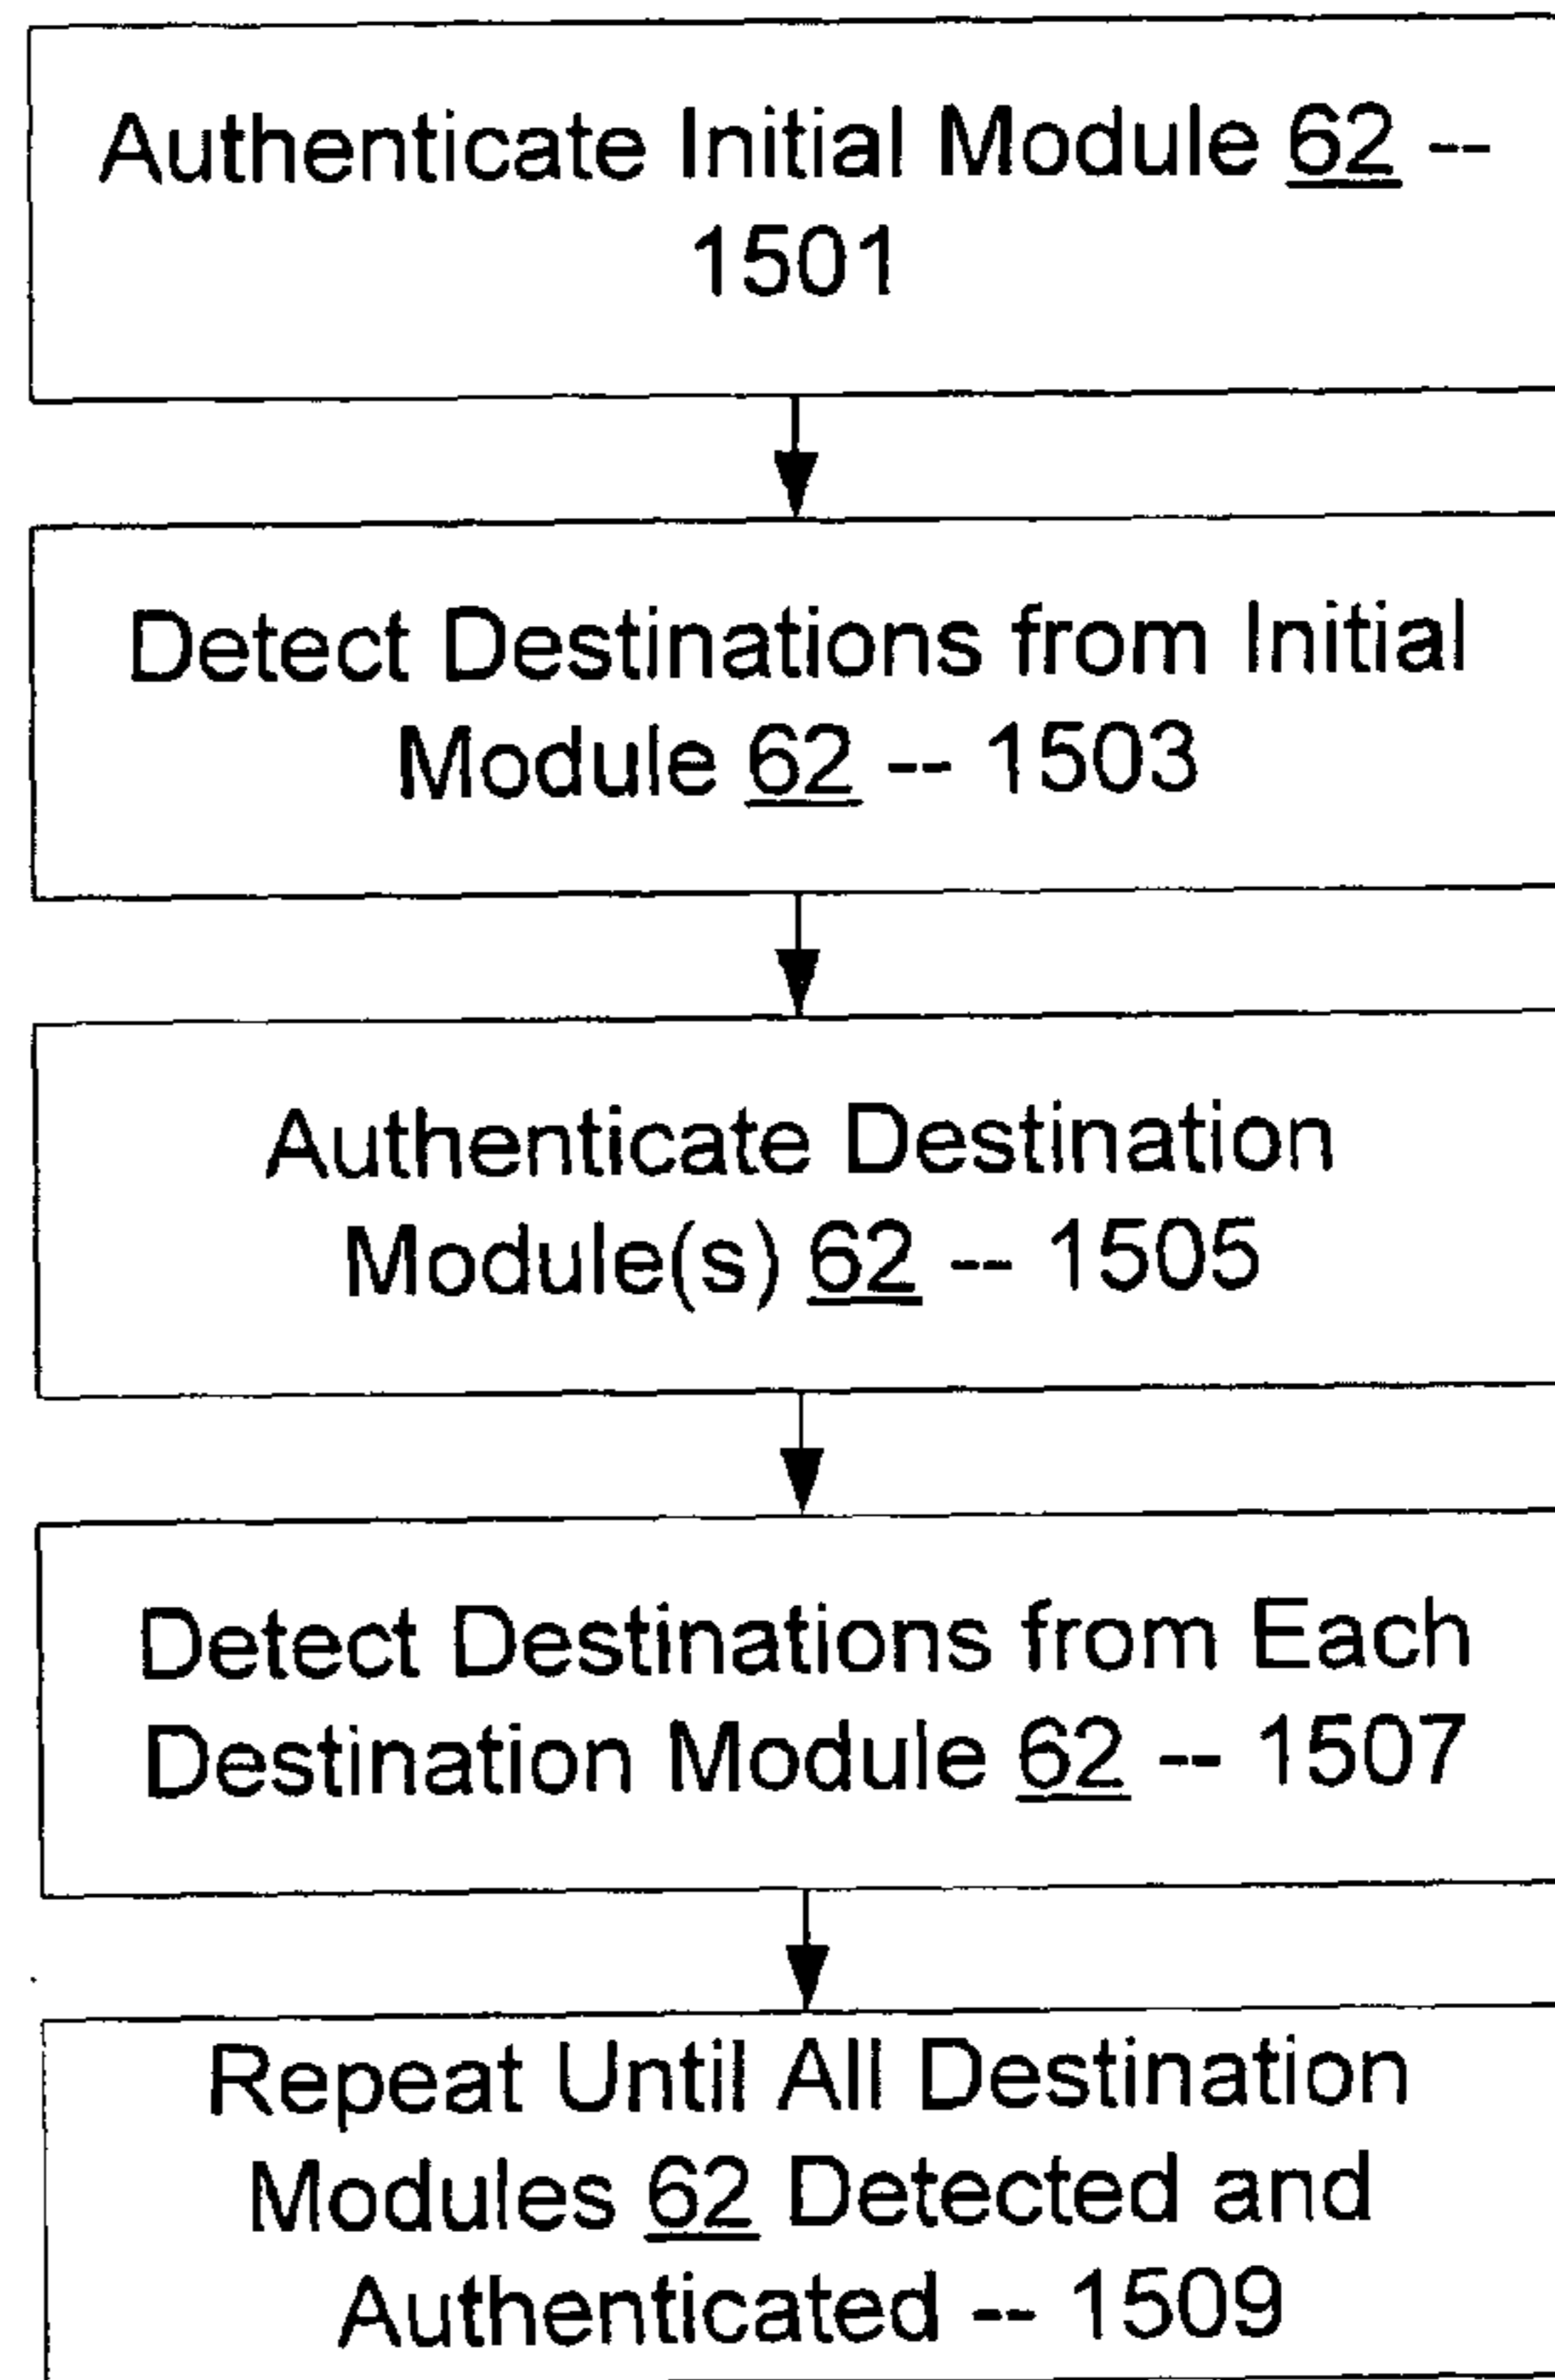 Authenticate Initial Module 62 --
1501
Detect Destinations from Initial
Module 62 -- 1503
Authenticate Destination
Module(s) 62 -- 1505
Detect Destinations from Each
Destination Module 62 -- 1507
Repeat Until All Destination
Modules 62 Detected and
Authenticated -- 1509